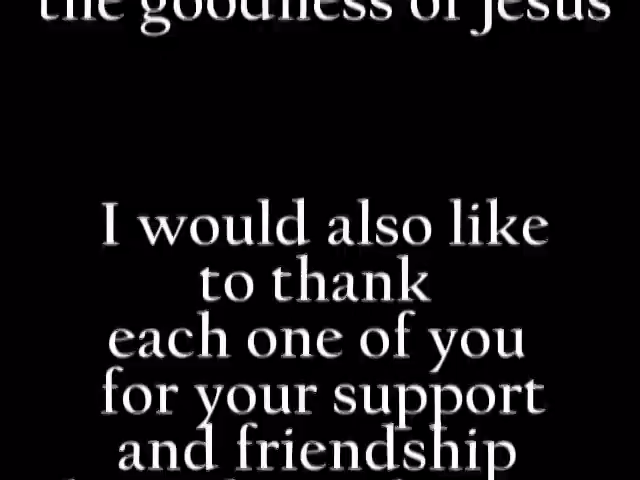 the goodness of Jesus
I would also like
to thank
each one of you
for your support
and friendship